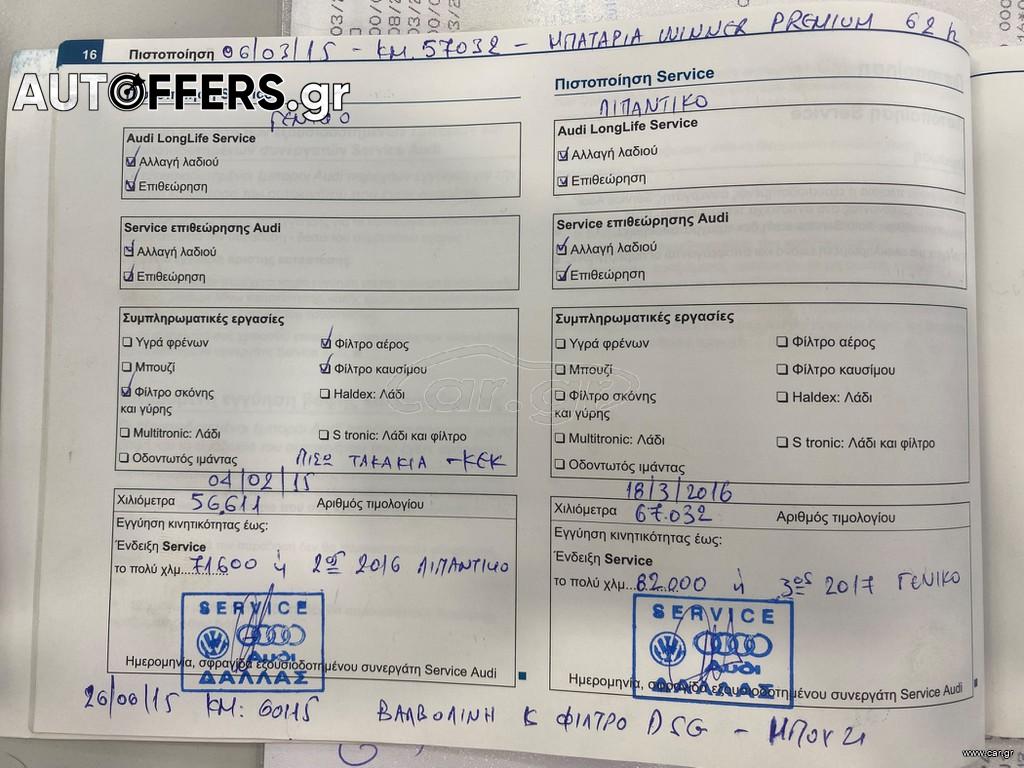 16 Πιστοποίηση 06/03/15 - KM. 57032 - ΜΠΑΤΑΡΙΑ WINNER PREMIUM 62 h
AUTOFFERS.gr
ΓΕΝΙΚΟ
Audi LongLife Service
Αλλαγή λαδιού
Επιθεώρηση
Service επιθεώρησης Audi
Αλλαγή λαδιού
Επιθεώρηση
Συμπληρωματικές εργασίες
Υγρά φρένων
Φίλτρο αέρος
Μπουζί
Φίλτρο καυσίμου
Φίλτρο σκόνης
και γύρης
Haldex: Λάδι
Multitronic: Λάδι
S tronic: Λάδι και φίλτρο
Οδοντωτός ιμάντας ΠΙΣΩ ΤΑΚΑΚΙΑ -
04/02/15
Χιλιόμετρα 56,611 Αριθμός τιμολογίου
Εγγύηση κινητικότητας έως:
Ένδειξη Service
το πολύ χλμ. 71600 ή 2ος 2016 ΛΙΠΑΝΤΙΚΟ
SERVICE
Audi
ΔΑΛΛΑΣ
Ημερομηνία, σφραγίδα εξουσιοδοτημένου συνεργάτη Service Audi
Πιστοποίηση Service
ΛΙΠΑΝΤΙΚΟ
Audi LongLife Service
Αλλαγή λαδιού
Επιθεώρηση
Service επιθεώρησης Audi
Αλλαγή λαδιού
Επιθεώρηση
Συμπληρωματικές εργασίες
Υγρά φρένων
Φίλτρο αέρος
Μπουζί
Φίλτρο καυσίμου
Φίλτρο σκόνης
και γύρης
Haldex: Λάδι
Multitronic: Λάδι
S tronic: Λάδι και φίλτρο
Οδοντωτός ιμάντας
18/3/2016
Χιλιόμετρα 67.032 Αριθμός τιμολογίου
Εγγύηση κινητικότητας έως:
Ένδειξη Service
το πολύ χλμ. 82.000 ή 3ος 2017 ΓΕΝΙΚΟ
SERVICE
Audi
ΔΑΛΛΑΣ
Ημερομηνία, σφραγίδα εξουσιοδοτημένου συνεργάτη Service Audi
26/06/15 KM: 60115 ΒΑΛΒΟΛΙΝΗ Κ ΦΙΛΤΡΟ DSG - ΜΠΟΥΖΙ
car.gr
www.car.gr